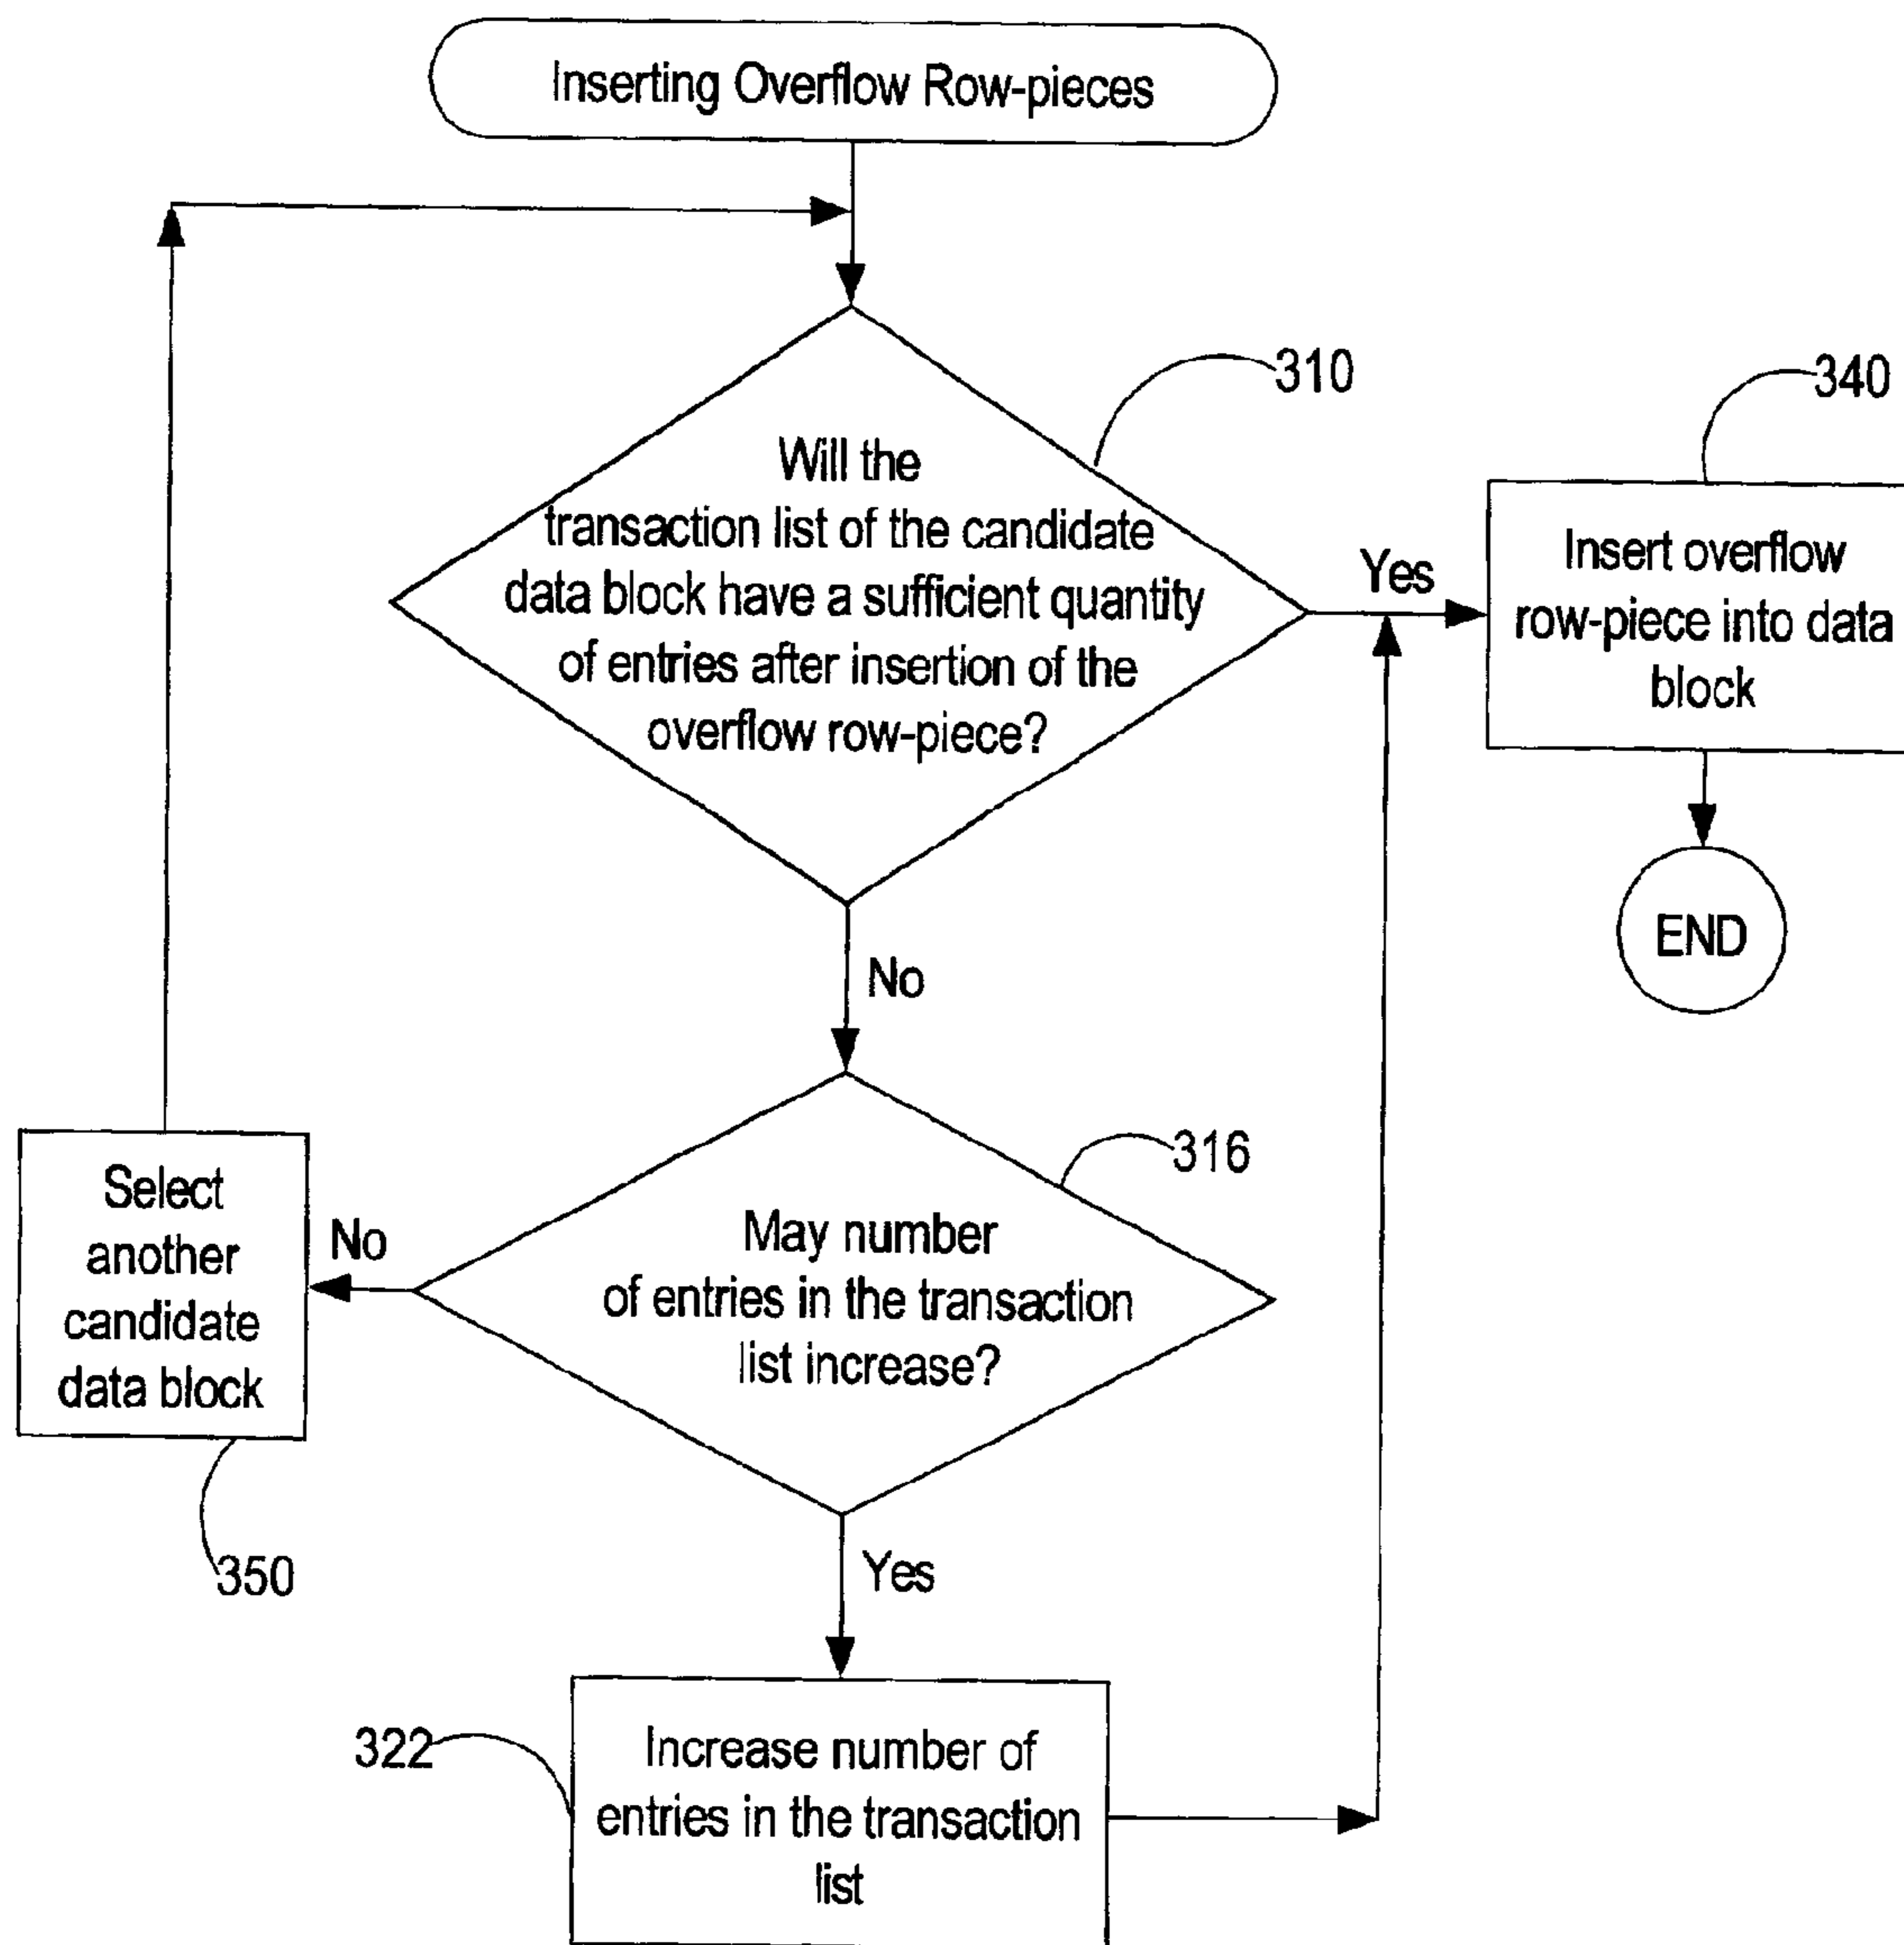 Inserting Overflow Row-pieces
310
340
Will the
transaction list of the candidate
data block have a sufficient quantity
of entries after insertion of the
overflow row-piece?
Yes
Insert overflow
row-piece into data
block
END
No
316
May number
of entries in the transaction
list increase?
No
Select
another
candidate
data block
350
Yes
322
Increase number of
entries in the transaction
list